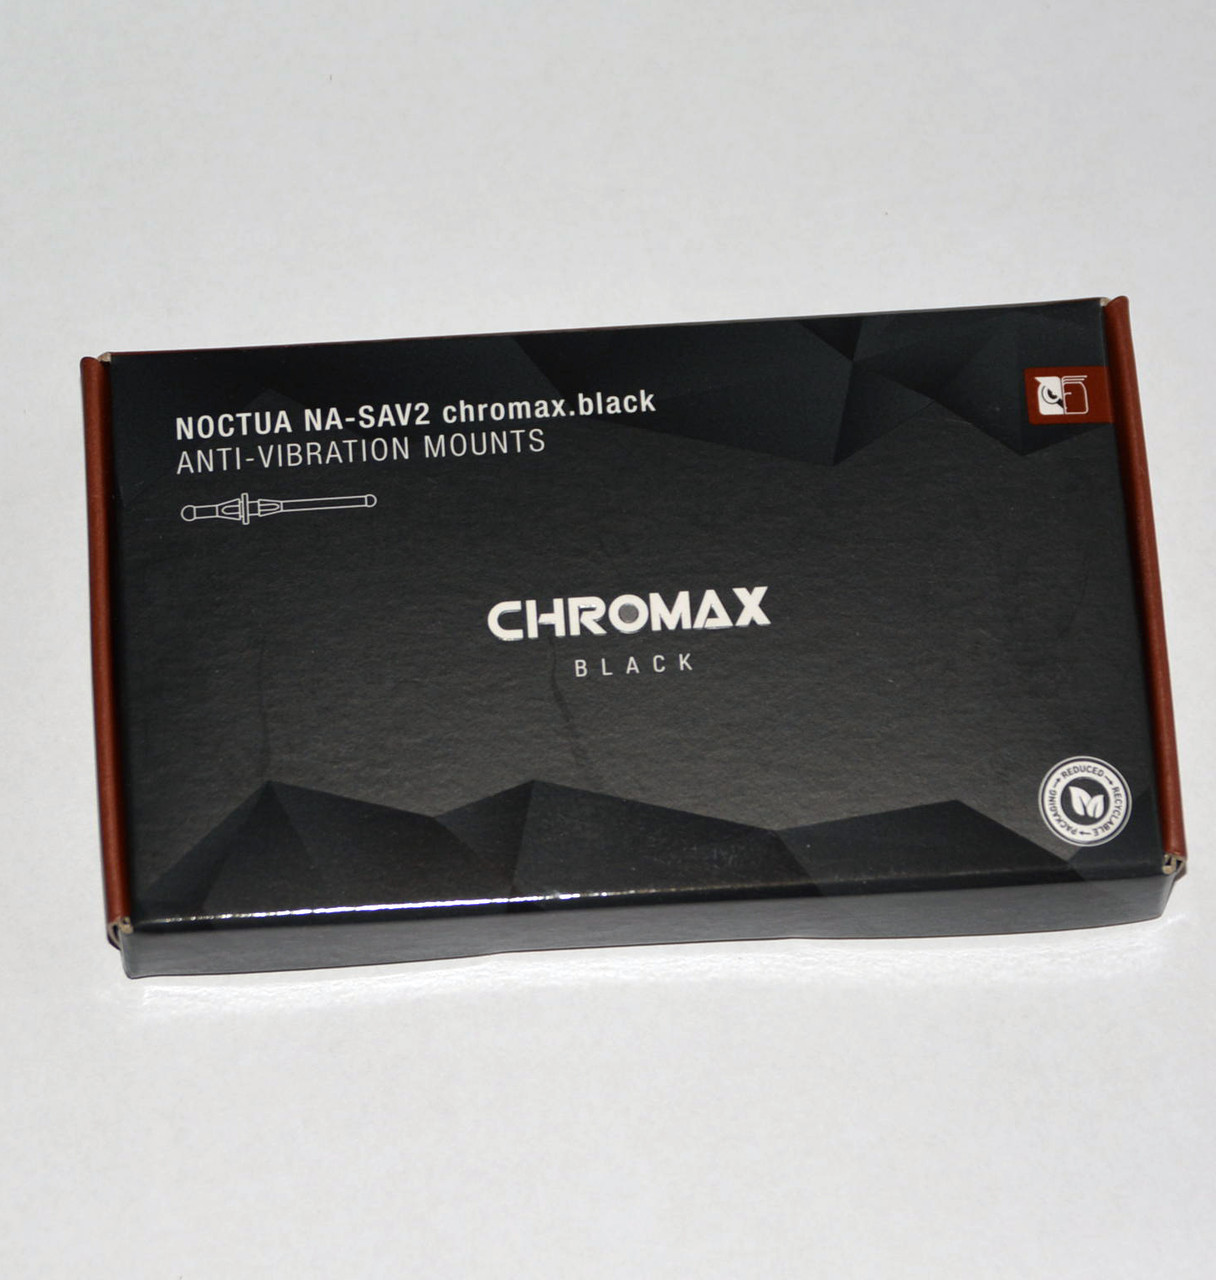 NOCTUA NA-SAV2 chromax.black
ANTI-VIBRATION MOUNTS
CHROMAX
BLACK
REDUCED
RECYCLABLE
PACKAGING